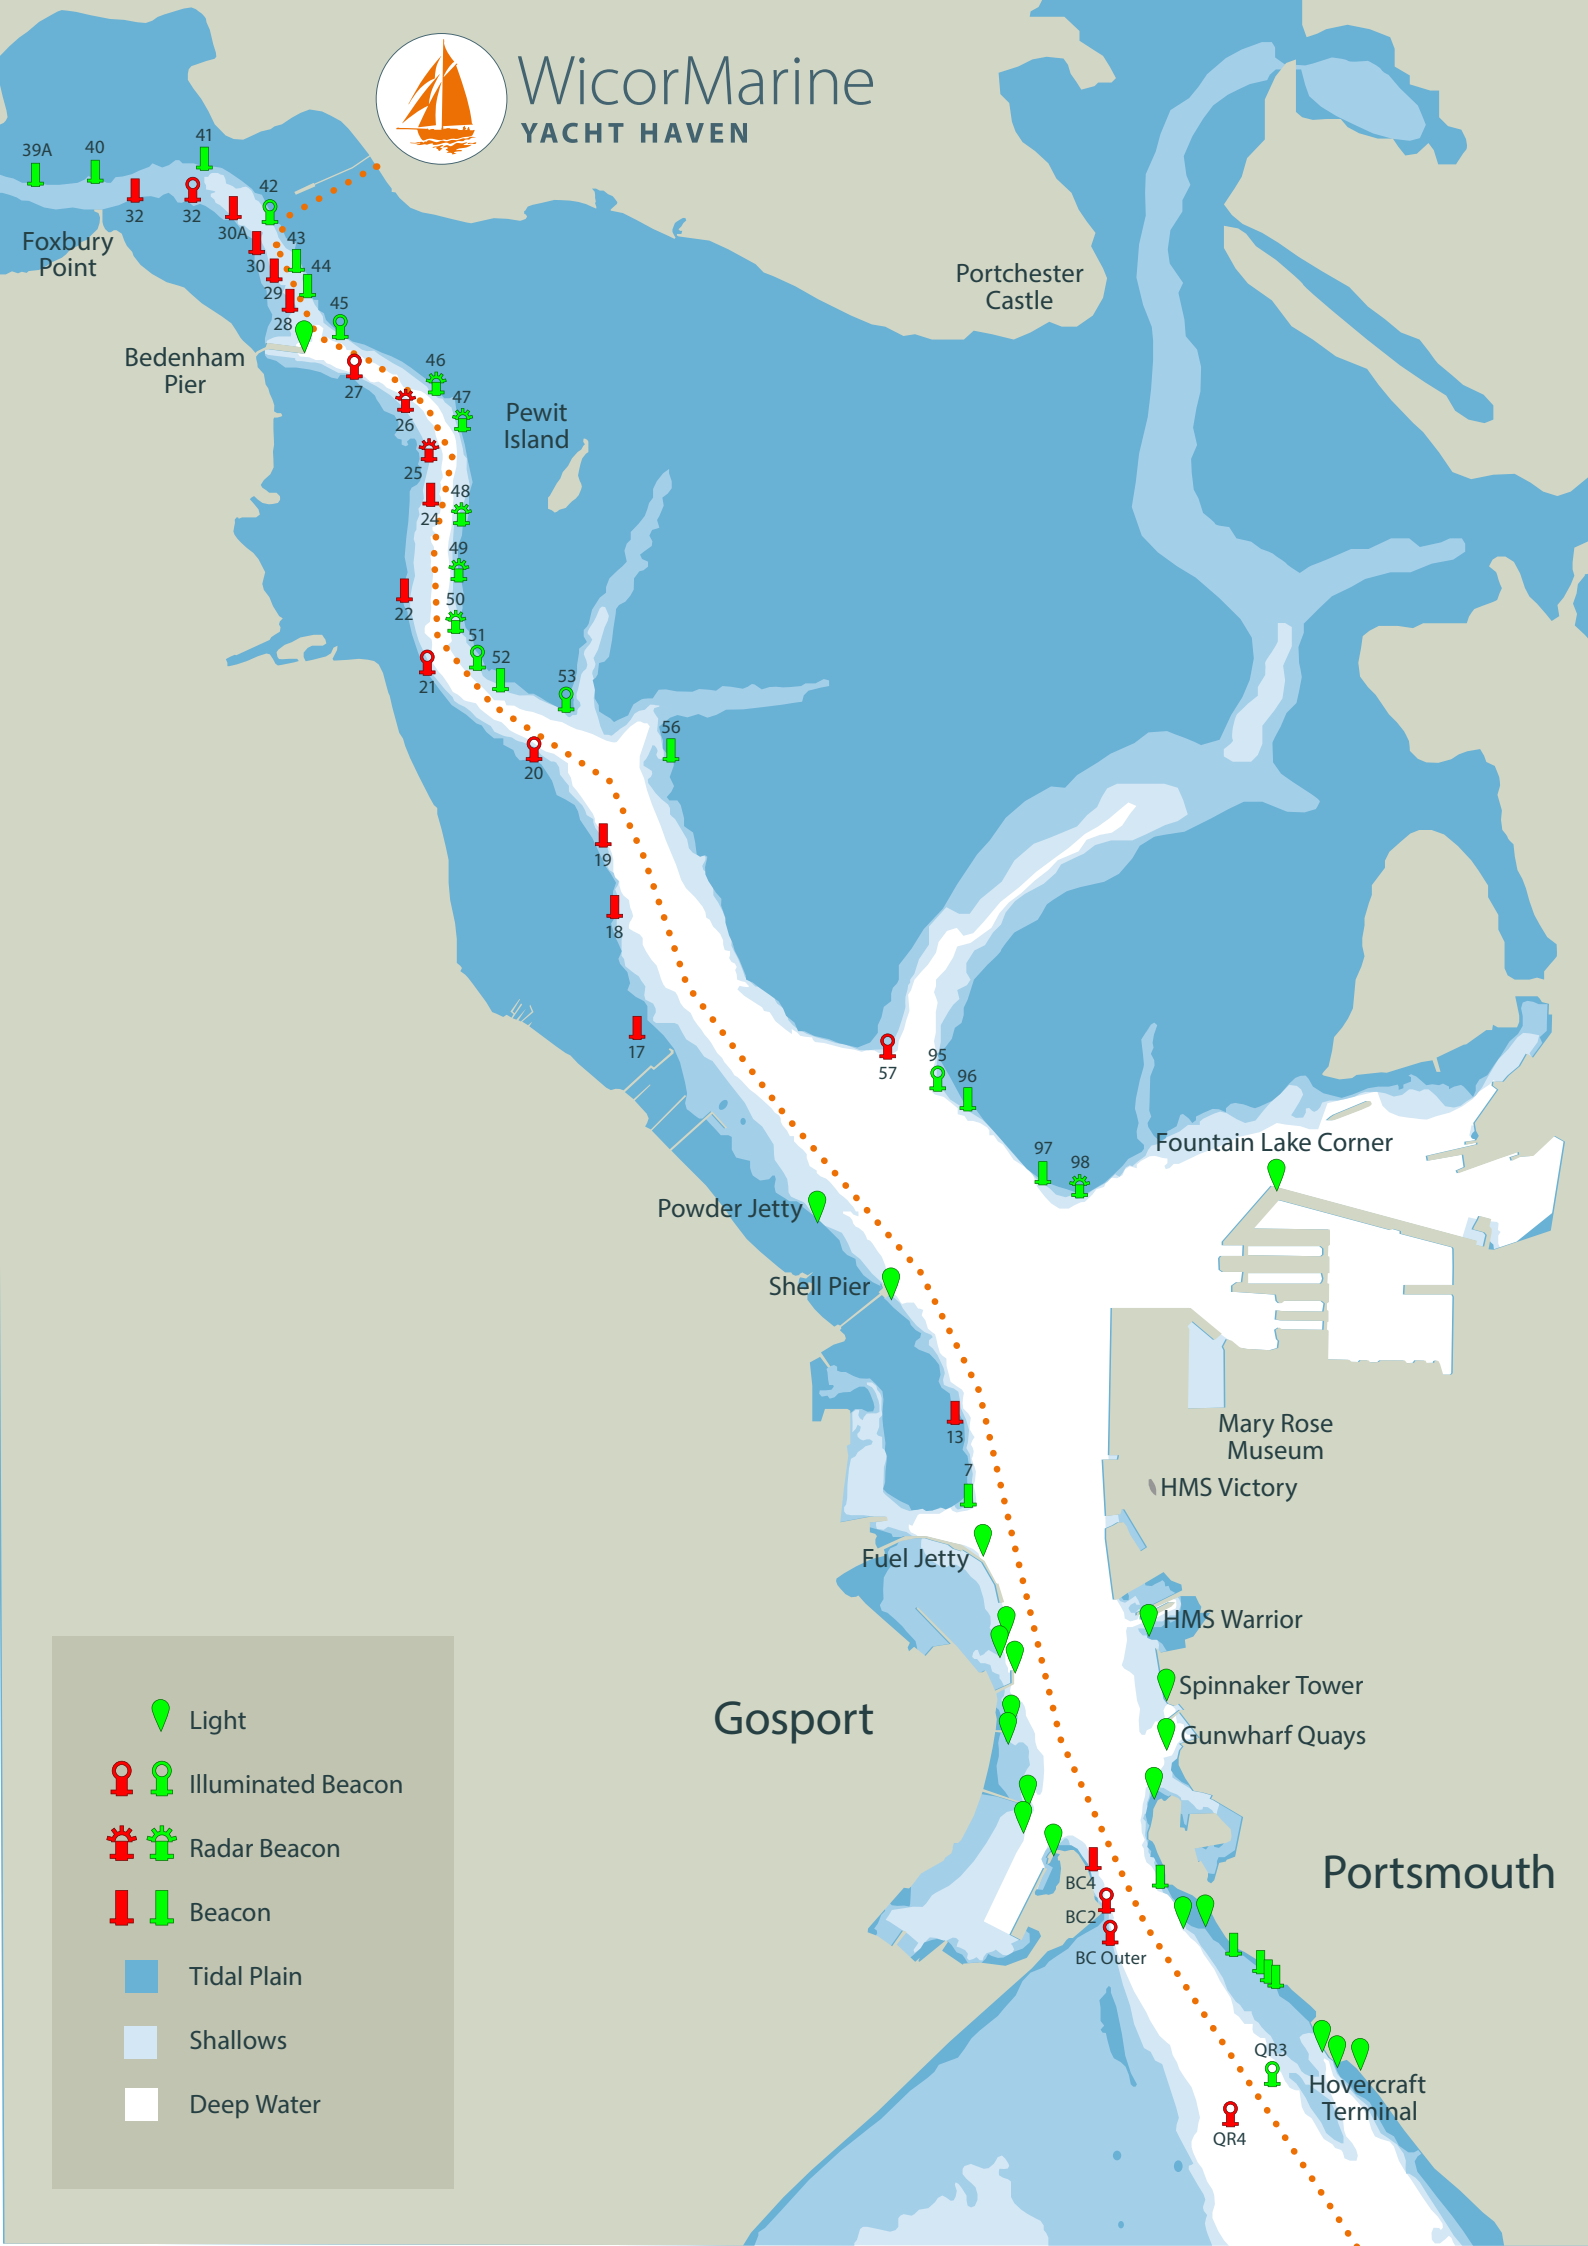 WicorMarine
YACHT HAVEN
39A
40
41
32
32
30A
42
Foxbury
Point
30
43
29
44
28
45
Bedenham
Pier
27
46
26
47
Pewit
Island
Portchester
Castle
25
24
48
49
22
50
51
21
52
53
20
56
19
18
17
57
95
96
97
98
Fountain Lake Corner
Powder Jetty
Shell Pier
13
7
Mary Rose
Museum
HMS Victory
Fuel Jetty
HMS Warrior
Spinnaker Tower
Gosport
Gunwharf Quays
Portsmouth
BC4
BC2
BC Outer
QR3
QR4
Hovercraft
Terminal
Light
Illuminated Beacon
Radar Beacon
Beacon
Tidal Plain
Shallows
Deep Water